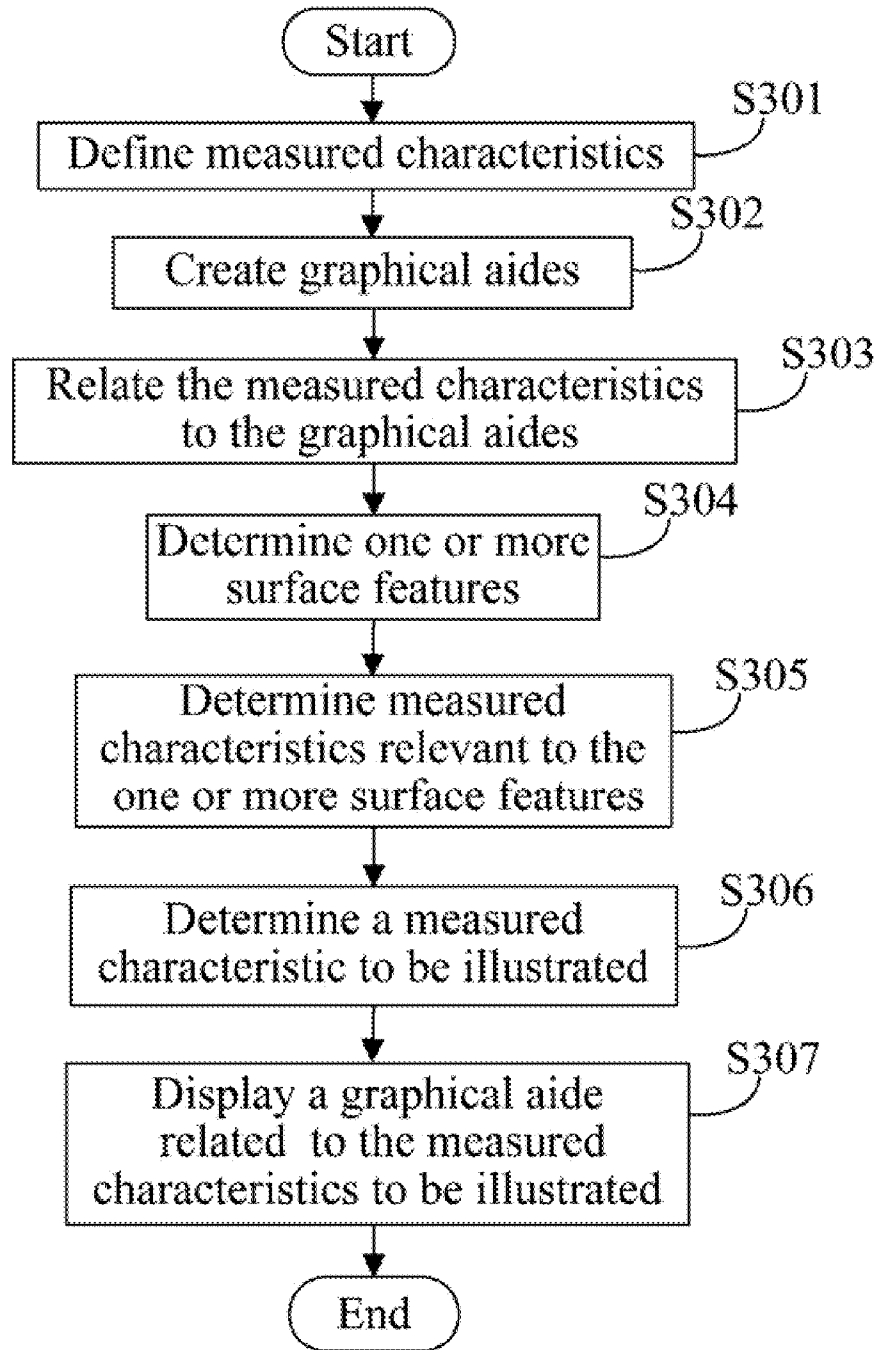 Start
S301
Define measured characteristics
S302
Create graphical aides
S303
Relate the measured characteristics
to the graphical aides
S304
Determine one or more
surface features
S305
Determine measured
characteristics relevant to the
one or more surface features
S306
Determine a measured
characteristic to be illustrated
S307
Display a graphical aide
related to the measured
characteristics to be illustrated
End